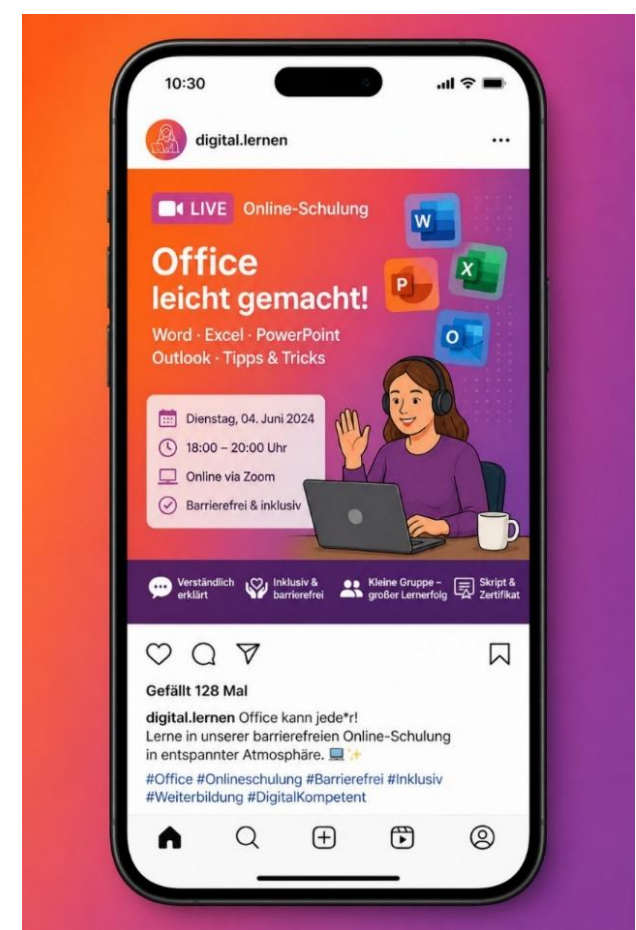 10:30
digital.lernen
LIVE Online-Schulung
W
Office
X
leicht gemacht!
P
Word · Excel · PowerPoint
O
Outlook · Tipps & Tricks
Dienstag, 04. Juni 2024
18:00 – 20:00 Uhr
Online via Zoom
Barrierefrei & inklusiv
Verständlich
erklärt
Inklusiv &
barrierefrei
Kleine Gruppe –
großer Lernerfolg
Skript &
Zertifikat
Gefällt 128 Mal
digital.lernen Office kann jede*r!
Lerne in unserer barrierefreien Online-Schulung
in entspannter Atmosphäre. 💻✨
#Office #Onlineschulung #Barrierefrei #Inklusiv
#Weiterbildung #DigitalKompetent